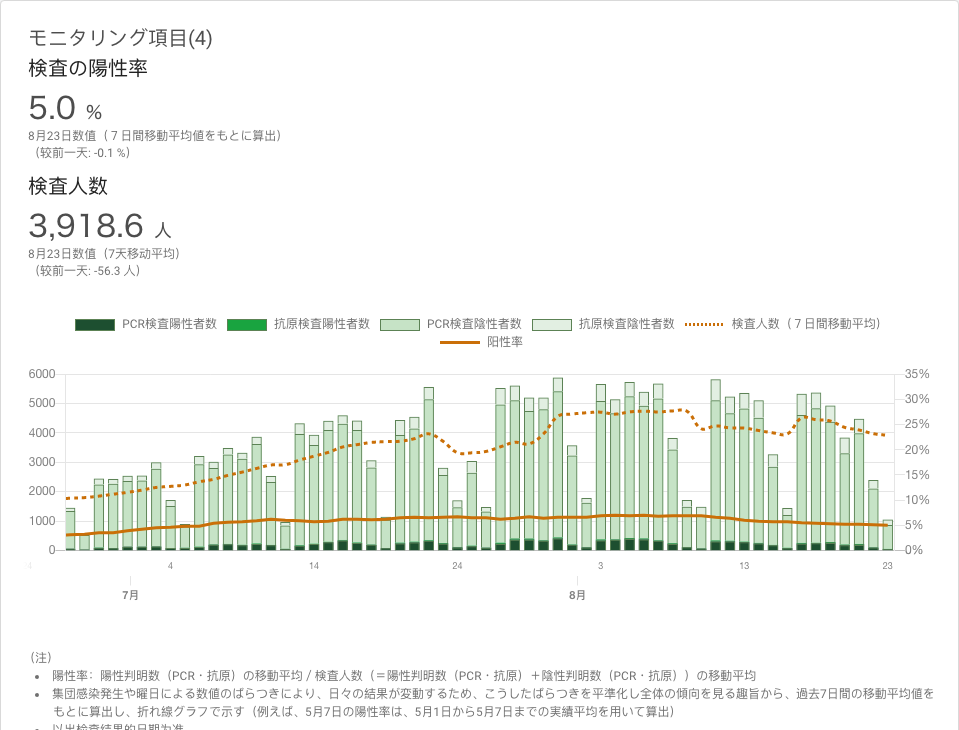 モニタリング項目(4)
検査の陽性率
5.0 %
8月23日数値（７日間移動平均値をもとに算出）
（较前一天: -0.1 %）
検査人数
3,918.6 人
8月23日数值（7天移动平均）
（较前一天: -56.3 人）
PCR検査陽性者数 抗原検査陽性者数 PCR検査陰性者数 抗原検査陰性者数 検査人数（７日間移動平均）
阳性率
6000 35%
5000 30%
4000 25%
3000 20%
2000 15%
1000 10%
0 5%
0%
4 14 24 3 13 23
7月 8月
（注）
陽性率：陽性判明数（PCR・抗原）の移動平均 / 検査人数（＝陽性判明数（PCR・抗原）＋陰性判明数（PCR・抗原））の移動平均
集団感染発生や曜日による数値のばらつきにより、日々の結果が変動するため、こうしたばらつきを平準化し全体の傾向を見る趣旨から、過去7日間の移動平均値を
もとに算出し、折れ線グラフで示す（例えば、5月7日の陽性率は、5月1日から5月7日までの実績平均を用いて算出）
以出检查结果的日期为准